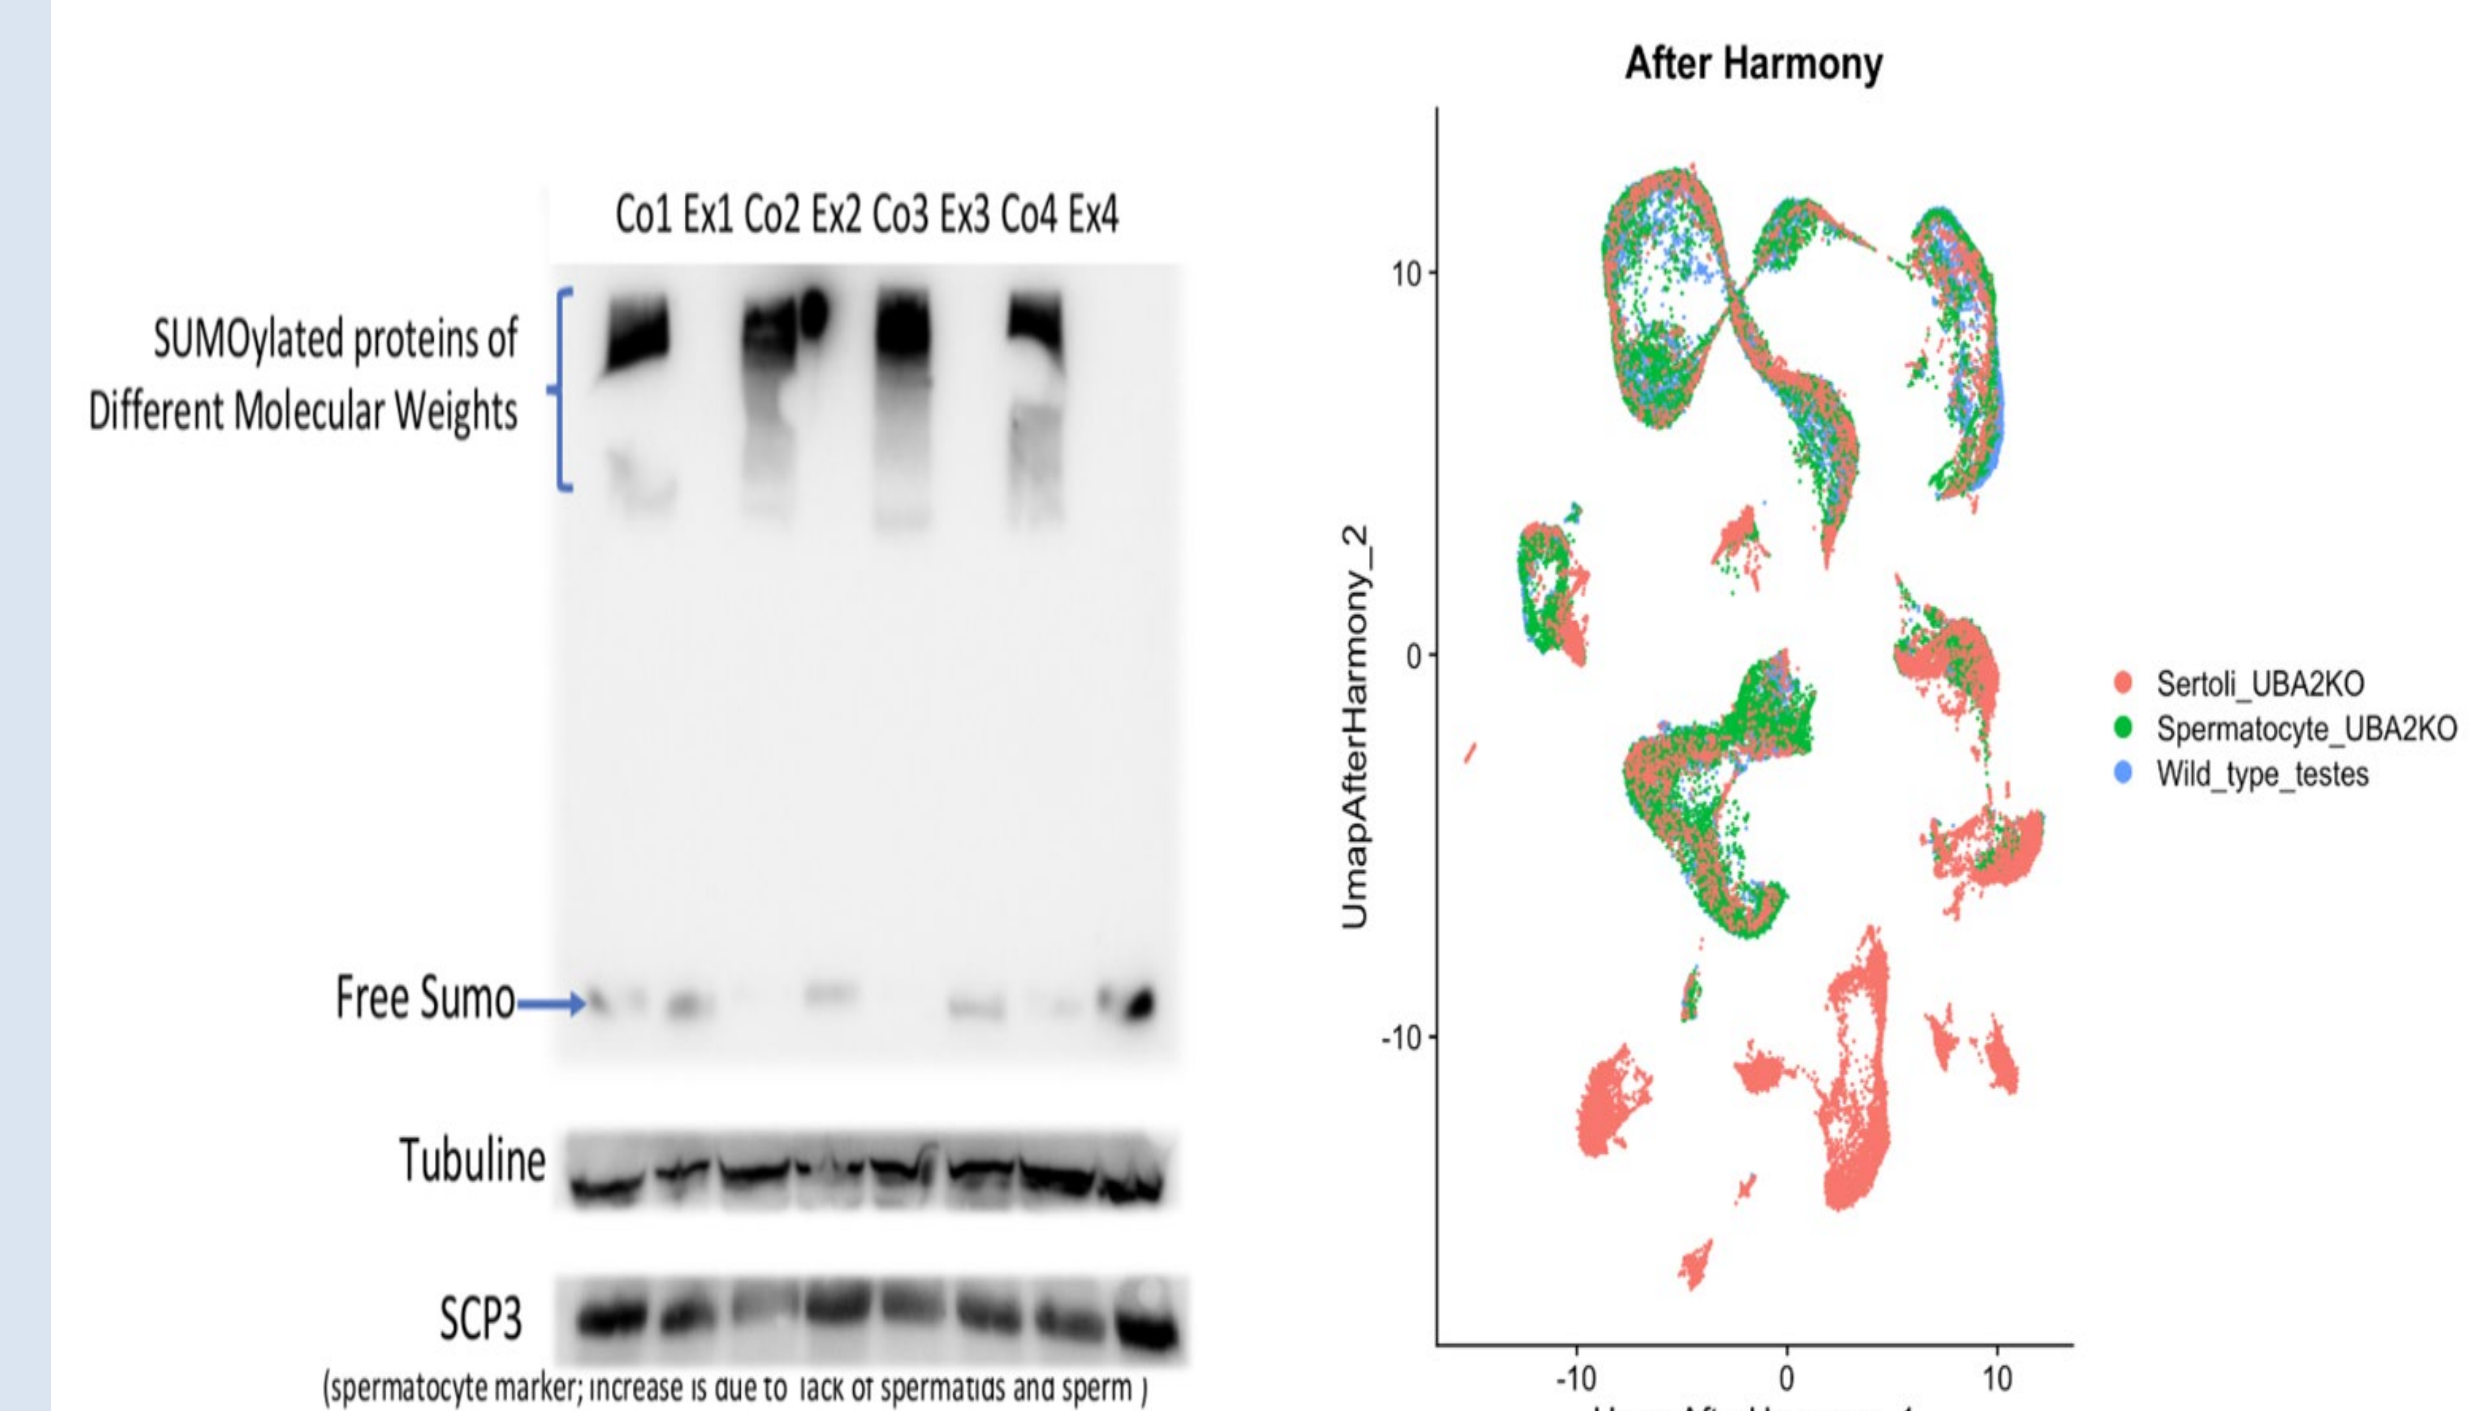 Co1 Ex1 Co2 Ex2 Co3 Ex3 Co4 Ex4
SUMOylated proteins of
Different Molecular Weights
Free Sumo
Tubuline
SCP3
(spermatocyte marker; increase is due to lack of spermatids and sperm )
After Harmony
UmapAfterHarmony_2
10
0
-10
-10
0
10
Sertoli_UBA2KO
Spermatocyte_UBA2KO
Wild_type_testes